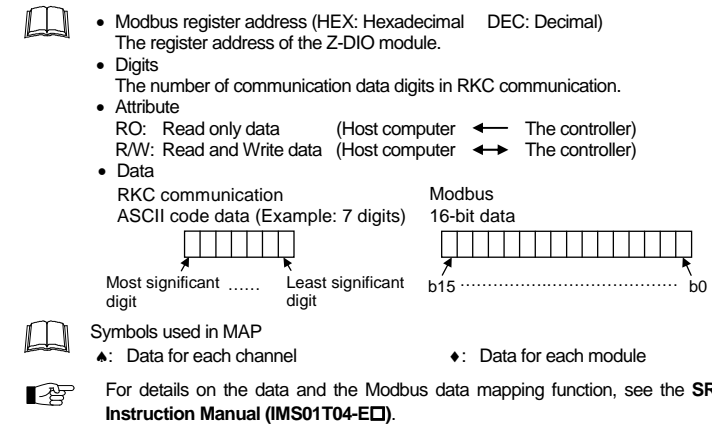 • Modbus register address (HEX: Hexadecimal DEC: Decimal)
The register address of the Z-DIO module.
• Digits
The number of communication data digits in RKC communication.
• Attribute
RO: Read only data (Host computer ← The controller)
R/W: Read and Write data (Host computer ↔ The controller)
• Data
RKC communication Modbus
ASCII code data (Example: 7 digits) 16-bit data
Most significant digit …… Least significant digit b15 ⋯⋯⋯⋯⋯⋯⋯⋯⋯⋯ b0
Symbols used in MAP
♠: Data for each channel ♦: Data for each module
For details on the data and the Modbus data mapping function, see the SR
Instruction Manual (IMS01T04-E□).